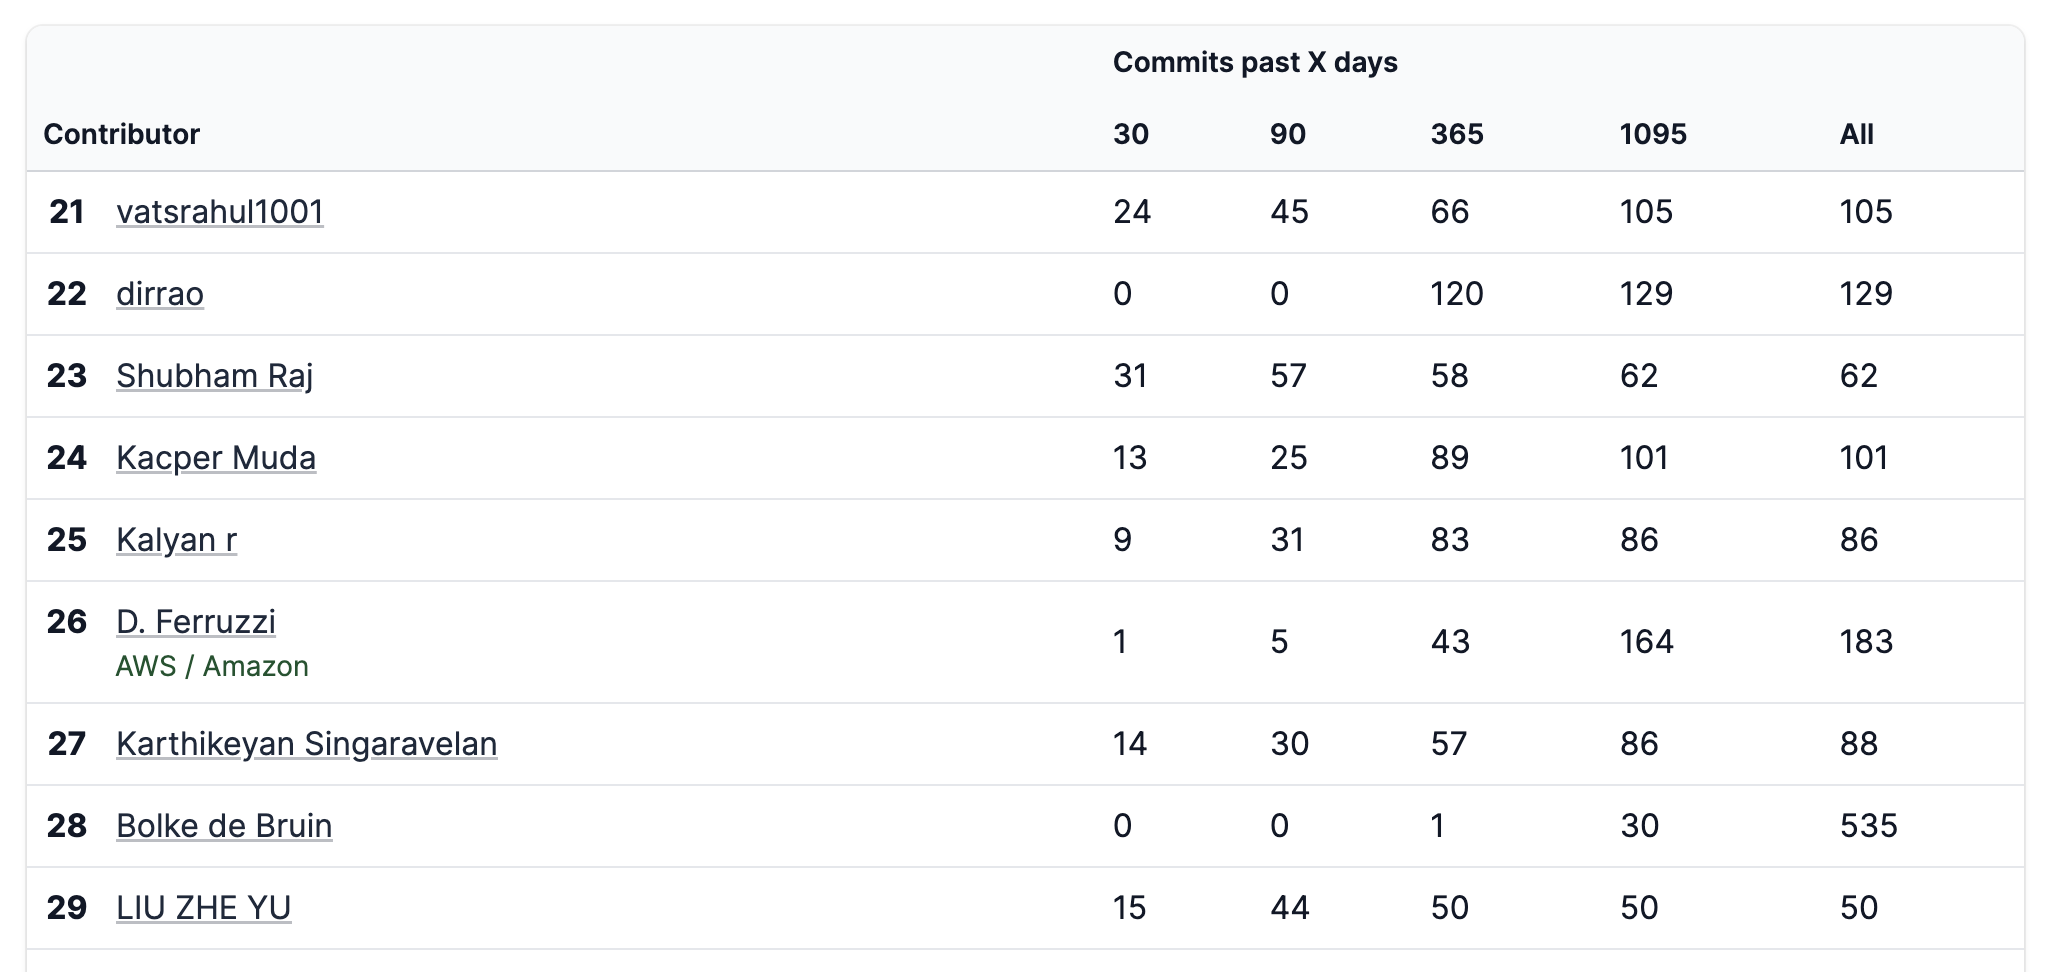 Commits past X days
Contributor 30 90 365 1095 All
21 vatsrahul1001 24 45 66 105 105
22 dirrao 0 0 120 129 129
23 Shubham Raj 31 57 58 62 62
24 Kacper Muda 13 25 89 101 101
25 Kalyan r 9 31 83 86 86
26 D. Ferruzzi 1 5 43 164 183
AWS / Amazon
27 Karthikeyan Singaravelan 14 30 57 86 88
28 Bolke de Bruin 0 0 1 30 535
29 LIU ZHE YU 15 44 50 50 50